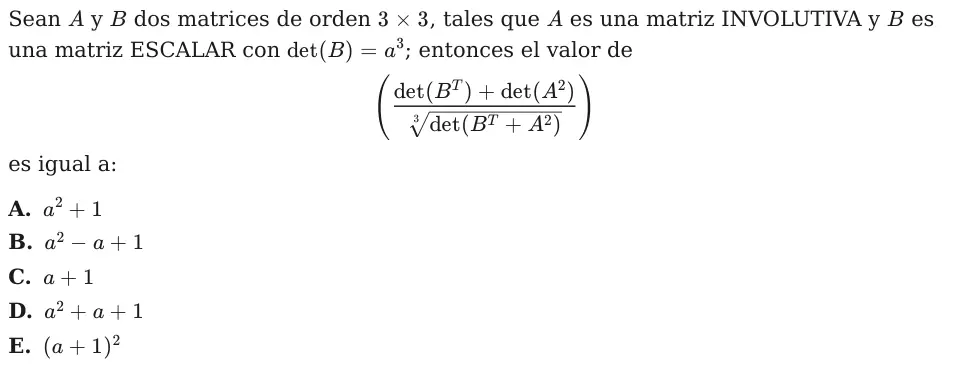 Sean A y B dos matrices de orden 3 × 3, tales que A es una matriz INVOLUTIVA y B es
una matriz ESCALAR con det(B) = a³; entonces el valor de
(
det(Bᵀ) + det(A²)
∛det(Bᵀ + A²)
)
es igual a:
A. a² + 1
B. a² − a + 1
C. a + 1
D. a² + a + 1
E. (a + 1)²